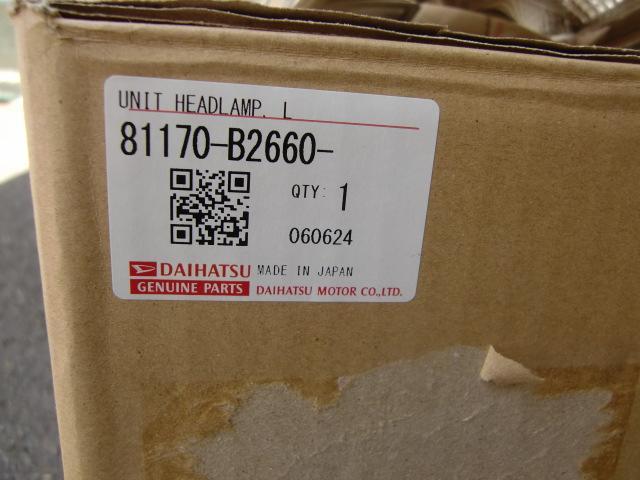 UNIT HEADLAMP, L
81170-B2660-
QTY: 1
060624
DAIHATSU MADE IN JAPAN
GENUINE PARTS DAIHATSU MOTOR CO.,LTD.